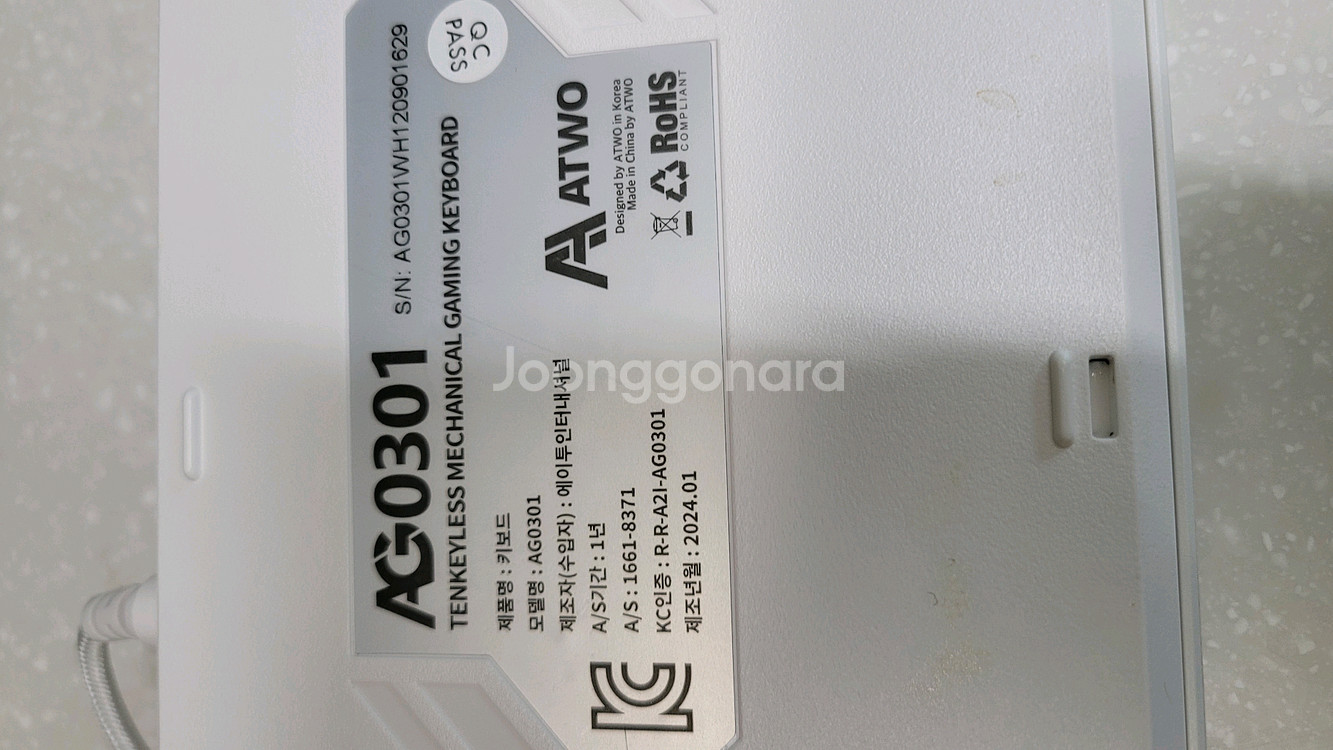 AG0301
S/N: AG0301WH120901629
TENKEYLESS MECHANICAL GAMING KEYBOARD
QC
PASS
제품명 : 키보드
모델명 : AG0301
제조자(수입자) : 에이투인터내셔널
A/S기간 : 1년
A/S : 1661-8371
KC인증 : R-R-A2I-AG0301
제조년월 : 2024.01
KC
ATWO
Designed by ATWO in Korea
Made in China by ATWO
RoHS
COMPLIANT
Joonggonara